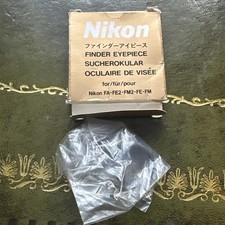 Nikon
ファインダーアイピース
FINDER EYEPIECE
SUCHEROKULAR
OCULAIRE DE VISÉE
for/für/pour
Nikon FA·FE2·FM2·FE·FM